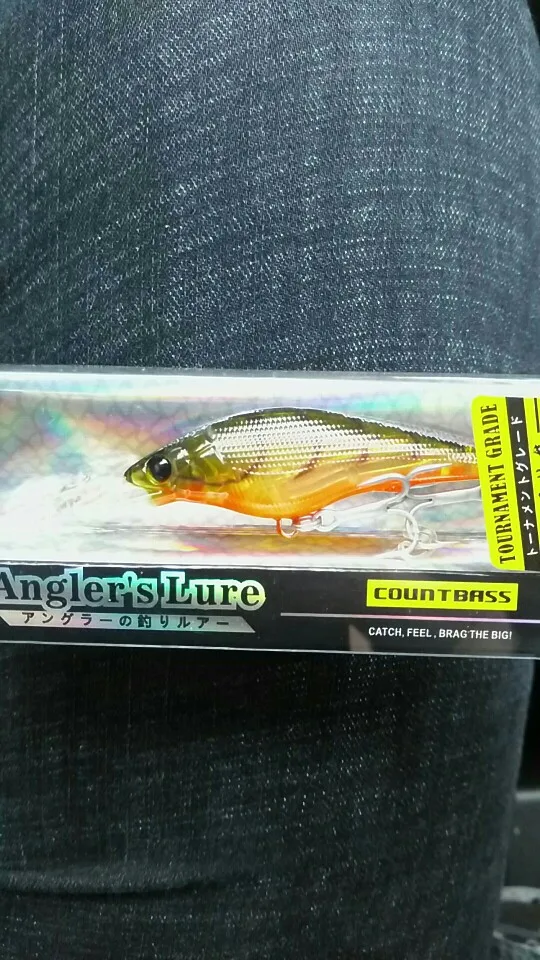 TOURNAMENT GRADE
トーナメントグレード
Angler's Lure
アングラーの釣りルアー
COUNTBASS
CATCH, FEEL, BRAG THE BIG!